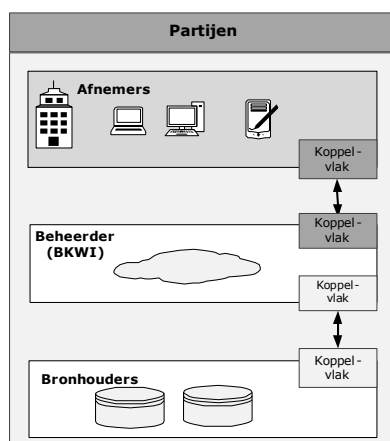 Partijen
Afnemers
Koppel-
vlak
Koppel-
vlak
Beheerder
(BKWI)
Koppel-
vlak
Koppel-
vlak
Bronhouders